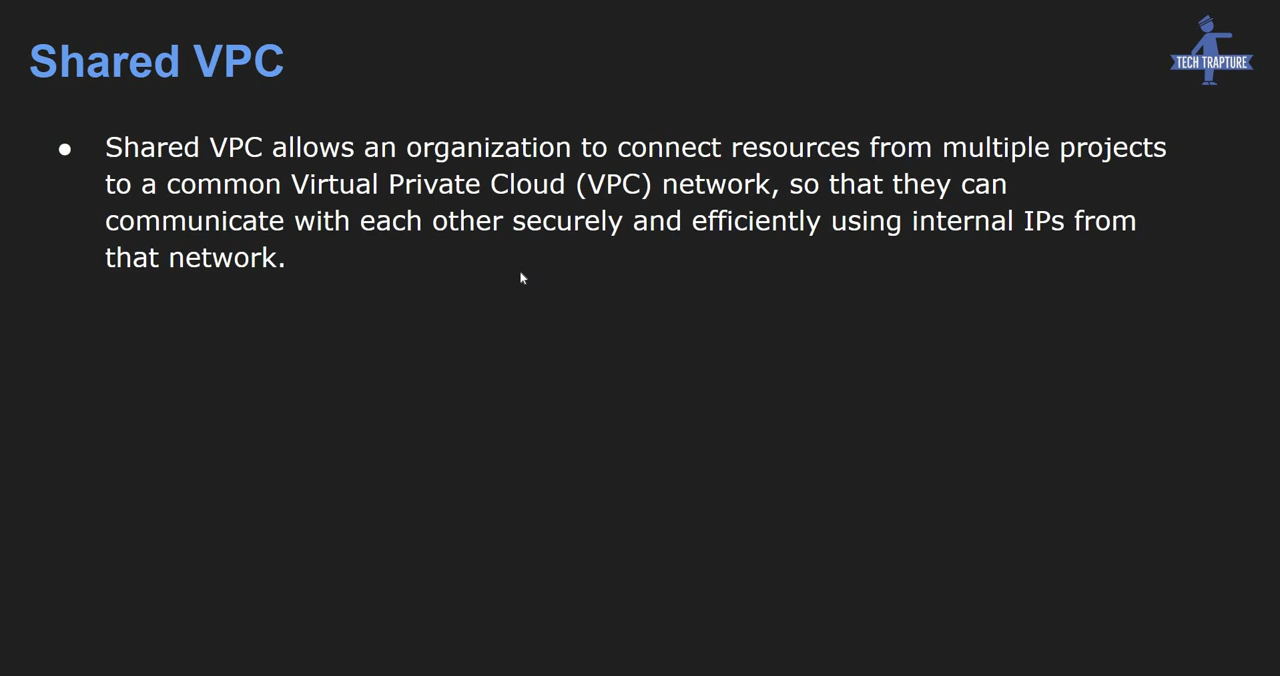 Shared VPC
TECH TRAPTURE
● Shared VPC allows an organization to connect resources from multiple projects
to a common Virtual Private Cloud (VPC) network, so that they can
communicate with each other securely and efficiently using internal IPs from
that network.